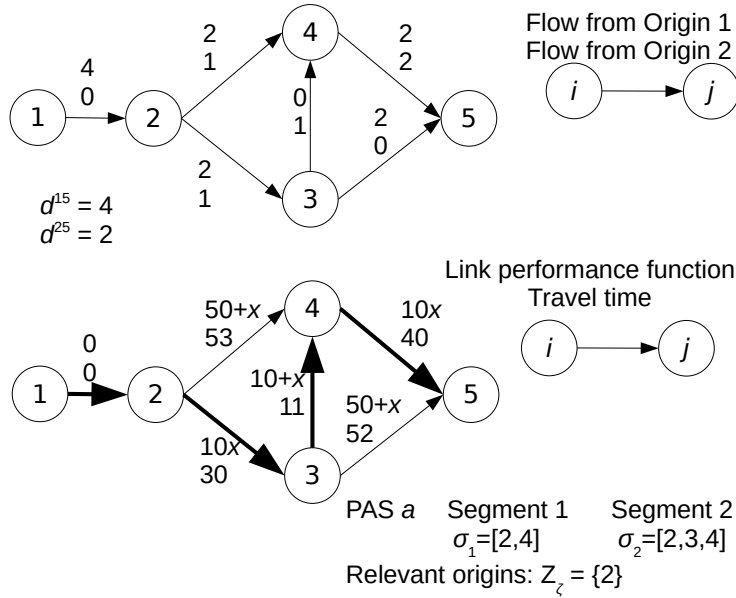 2
1
4
2
2
Flow from Origin 1
Flow from Origin 2
i
j
4
0
1
2
0
1
2
0
5
2
1
3
d¹⁵ = 4
d²⁵ = 2
Link performance function
Travel time
i
j
50+x
53
4
10x
40
0
0
1
2
10+x
11
50+x
52
5
10x
30
3
PAS a Segment 1 Segment 2
σ₁=[2,4] σ₂=[2,3,4]
Relevant origins: Z_ζ = {2}